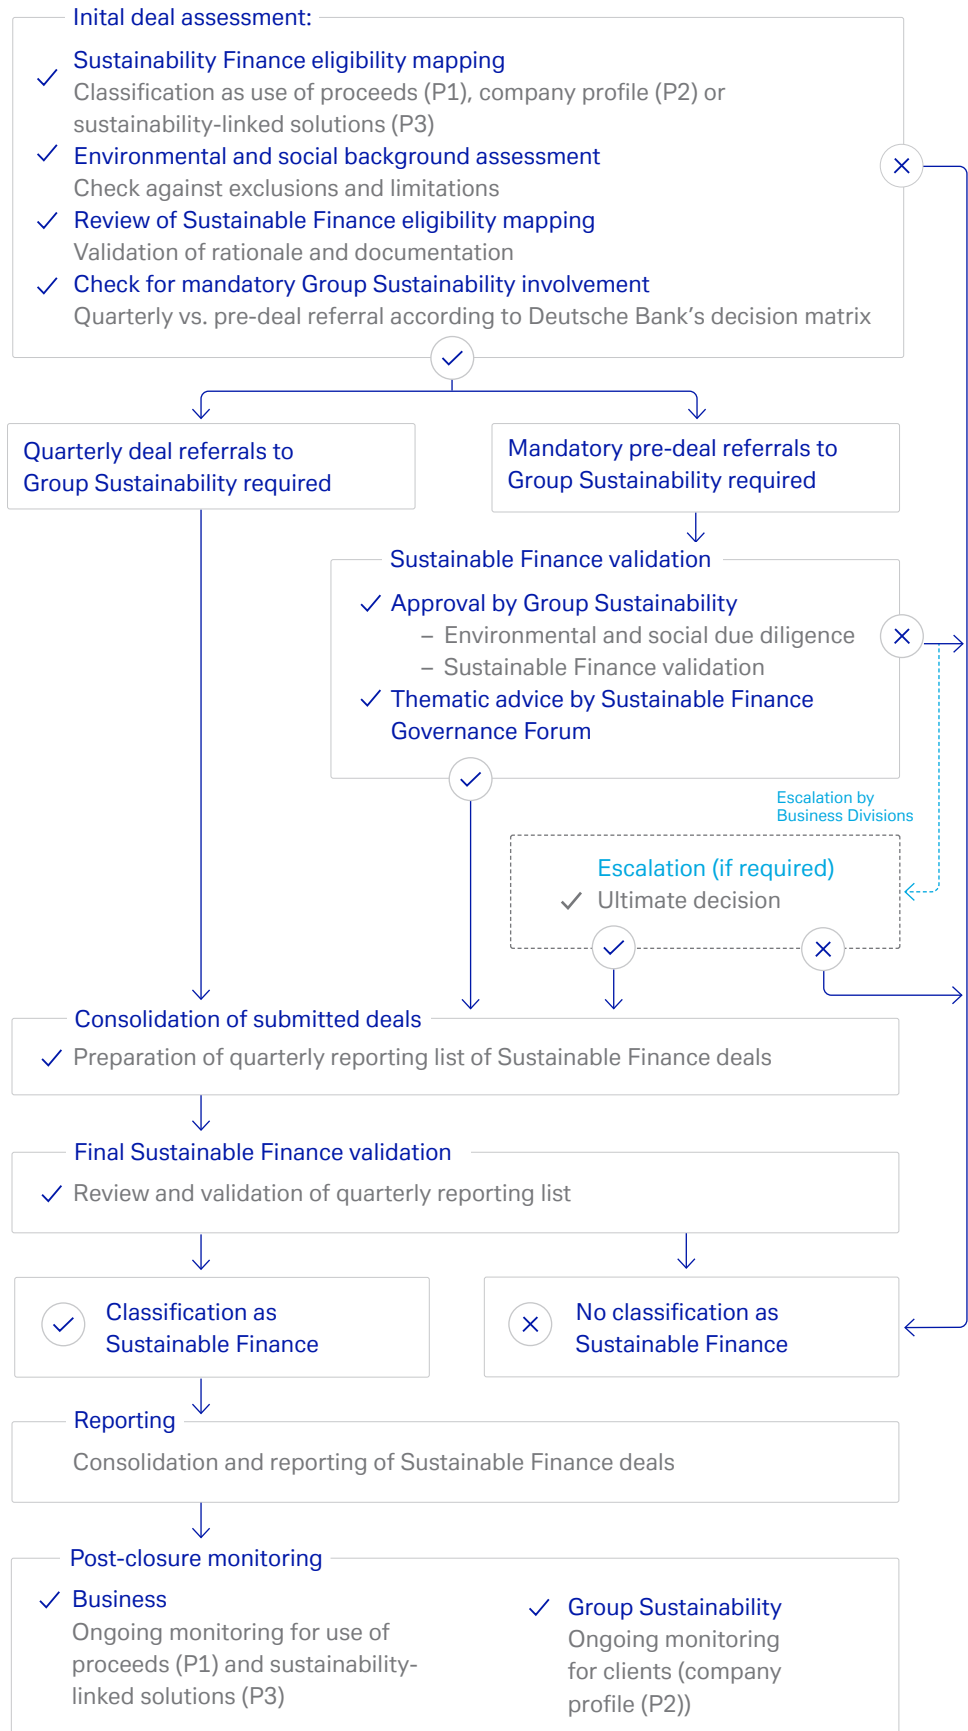 Inital deal assessment:
Sustainability Finance eligibility mapping
Classification as use of proceeds (P1), company profile (P2) or
sustainability-linked solutions (P3)
Environmental and social background assessment
Check against exclusions and limitations
Review of Sustainable Finance eligibility mapping
Validation of rationale and documentation
Check for mandatory Group Sustainability involvement
Quarterly vs. pre-deal referral according to Deutsche Bank’s decision matrix
Quarterly deal referrals to
Group Sustainability required
Mandatory pre-deal referrals to
Group Sustainability required
Sustainable Finance validation
Approval by Group Sustainability
– Environmental and social due diligence
– Sustainable Finance validation
Thematic advice by Sustainable Finance
Governance Forum
Escalation by
Business Divisions
Escalation (if required)
Ultimate decision
Consolidation of submitted deals
Preparation of quarterly reporting list of Sustainable Finance deals
Final Sustainable Finance validation
Review and validation of quarterly reporting list
Classification as
Sustainable Finance
No classification as
Sustainable Finance
Reporting
Consolidation and reporting of Sustainable Finance deals
Post-closure monitoring
Business
Ongoing monitoring for use of
proceeds (P1) and sustainability-
linked solutions (P3)
Group Sustainability
Ongoing monitoring
for clients (company
profile (P2))